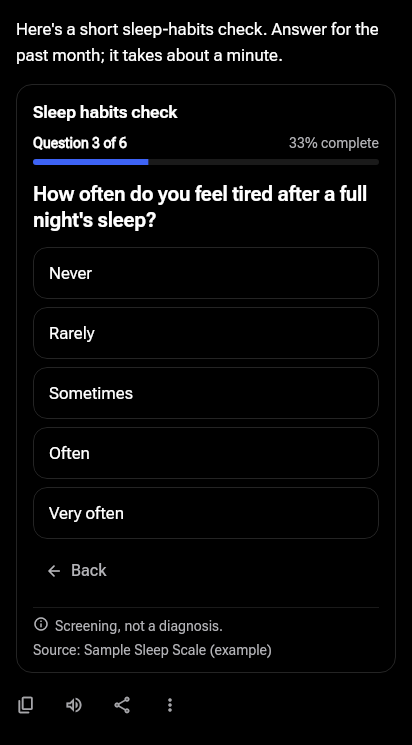 Here's a short sleep-habits check. Answer for the
past month; it takes about a minute.
Sleep habits check
Question 3 of 6
33% complete
How often do you feel tired after a full
night's sleep?
Never
Rarely
Sometimes
Often
Very often
Back
Screening, not a diagnosis.
Source: Sample Sleep Scale (example)